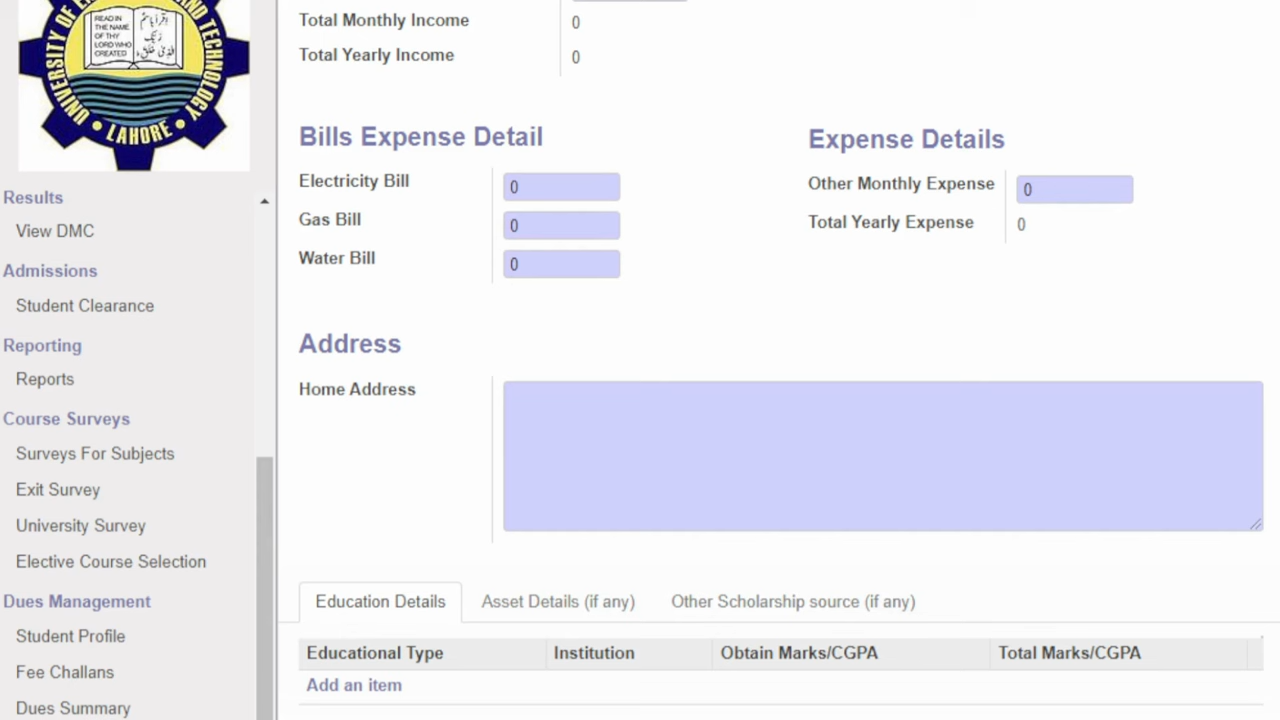 UNIVERSITY OF E AND TECHNOLOGY
LAHORE
READ IN
THE NAME
OF THY
LORD WHO
CREATED
Results
View DMC
Admissions
Student Clearance
Reporting
Reports
Course Surveys
Surveys For Subjects
Exit Survey
University Survey
Elective Course Selection
Dues Management
Student Profile
Fee Challans
Dues Summary
Total Monthly Income 0
Total Yearly Income 0
Bills Expense Detail
Electricity Bill 0
Gas Bill 0
Water Bill 0
Expense Details
Other Monthly Expense 0
Total Yearly Expense 0
Address
Home Address
Education Details Asset Details (if any) Other Scholarship source (if any)
Educational Type Institution Obtain Marks/CGPA Total Marks/CGPA
Add an item